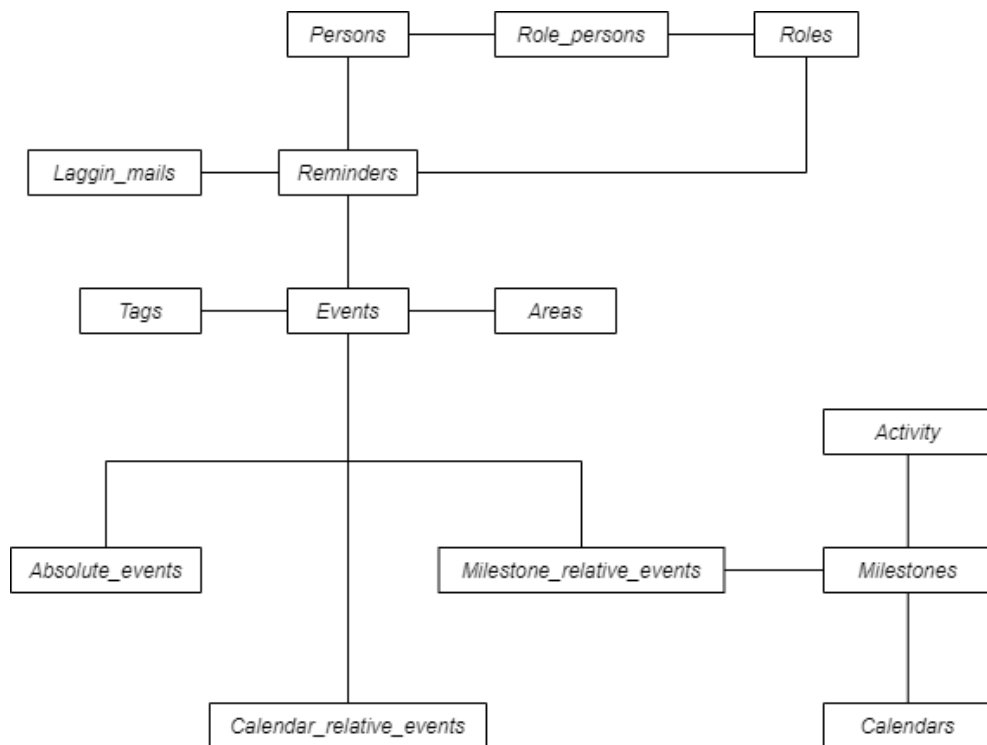 Persons
Role_persons
Roles
Laggin_mails
Reminders
Tags
Events
Areas
Activity
Absolute_events
Milestone_relative_events
Milestones
Calendar_relative_events
Calendars